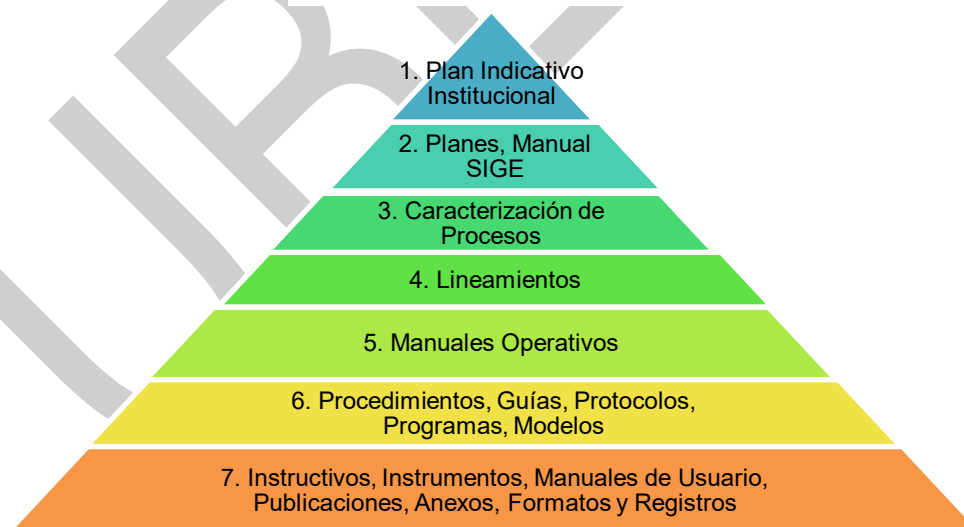 1. Plan Indicativo
Institucional
2. Planes, Manual
SIGE
3. Caracterización de
Procesos
4. Lineamientos
5. Manuales Operativos
6. Procedimientos, Guías, Protocolos,
Programas, Modelos
7. Instructivos, Instrumentos, Manuales de Usuario,
Publicaciones, Anexos, Formatos y Registros